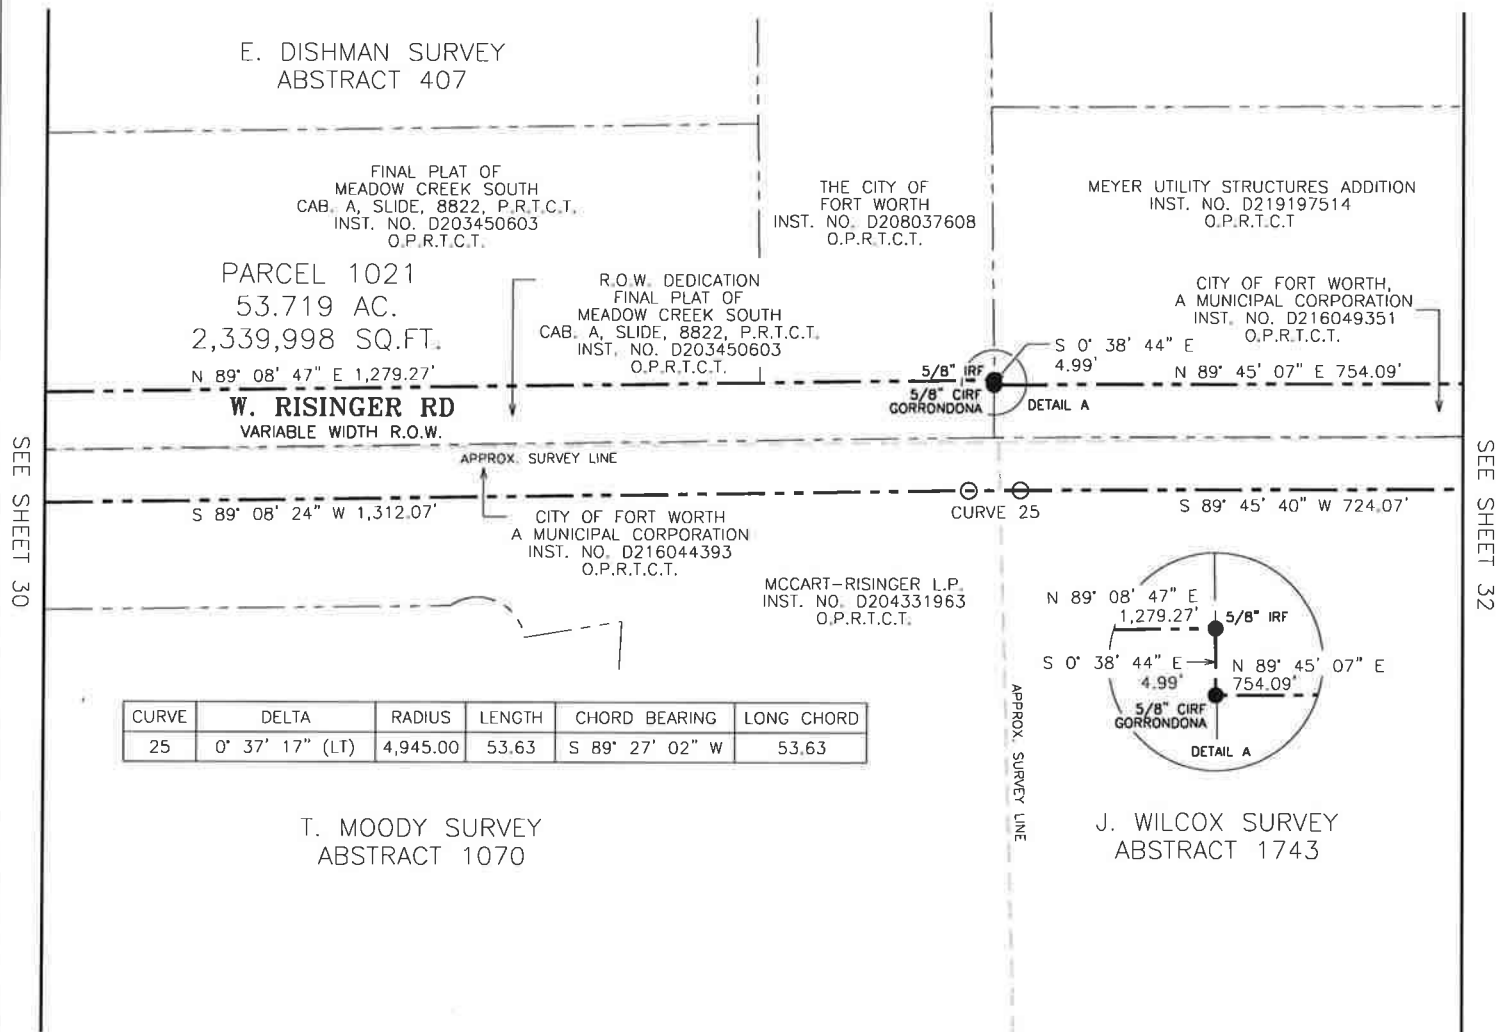 E. DISHMAN SURVEY
ABSTRACT 407
FINAL PLAT OF
MEADOW CREEK SOUTH
CAB. A, SLIDE, 8822, P.R.T.C.T.
INST. NO. D203450603
O.P.R.T.C.T.
THE CITY OF
FORT WORTH
INST. NO. D208037608
O.P.R.T.C.T.
MEYER UTILITY STRUCTURES ADDITION
INST. NO. D219197514
O.P.R.T.C.T
PARCEL 1021
53.719 AC.
2,339,998 SQ.FT.
R.O.W. DEDICATION
FINAL PLAT OF
MEADOW CREEK SOUTH
CAB. A, SLIDE, 8822, P.R.T.C.T.
INST. NO. D203450603
O.P.R.T.C.T.
CITY OF FORT WORTH,
A MUNICIPAL CORPORATION
INST. NO. D216049351
O.P.R.T.C.T.
S 0° 38' 44" E
4.99'
N 89° 08' 47" E 1,279.27'
5/8" IRF
5/8" CIRF
GORRONDONA
DETAIL A
N 89° 45' 07" E 754.09'
W. RISINGER RD
VARIABLE WIDTH R.O.W.
APPROX. SURVEY LINE
SEE SHEET 30
SEE SHEET 32
S 89° 08' 24" W 1,312.07'
CURVE 25
S 89° 45' 40" W 724.07'
CITY OF FORT WORTH
A MUNICIPAL CORPORATION
INST. NO. D216044393
O.P.R.T.C.T.
MCCART-RISINGER L.P.
INST. NO. D204331963
O.P.R.T.C.T.
N 89° 08' 47" E
1,279.27'
5/8" IRF
S 0° 38' 44" E
4.99'
N 89° 45' 07" E
754.09'
5/8" CIRF
GORRONDONA
DETAIL A
APPROX. SURVEY LINE
CURVE DELTA RADIUS LENGTH CHORD BEARING LONG CHORD
25 0° 37' 17" (LT) 4,945.00 53.63 S 89° 27' 02" W 53.63
T. MOODY SURVEY
ABSTRACT 1070
J. WILCOX SURVEY
ABSTRACT 1743